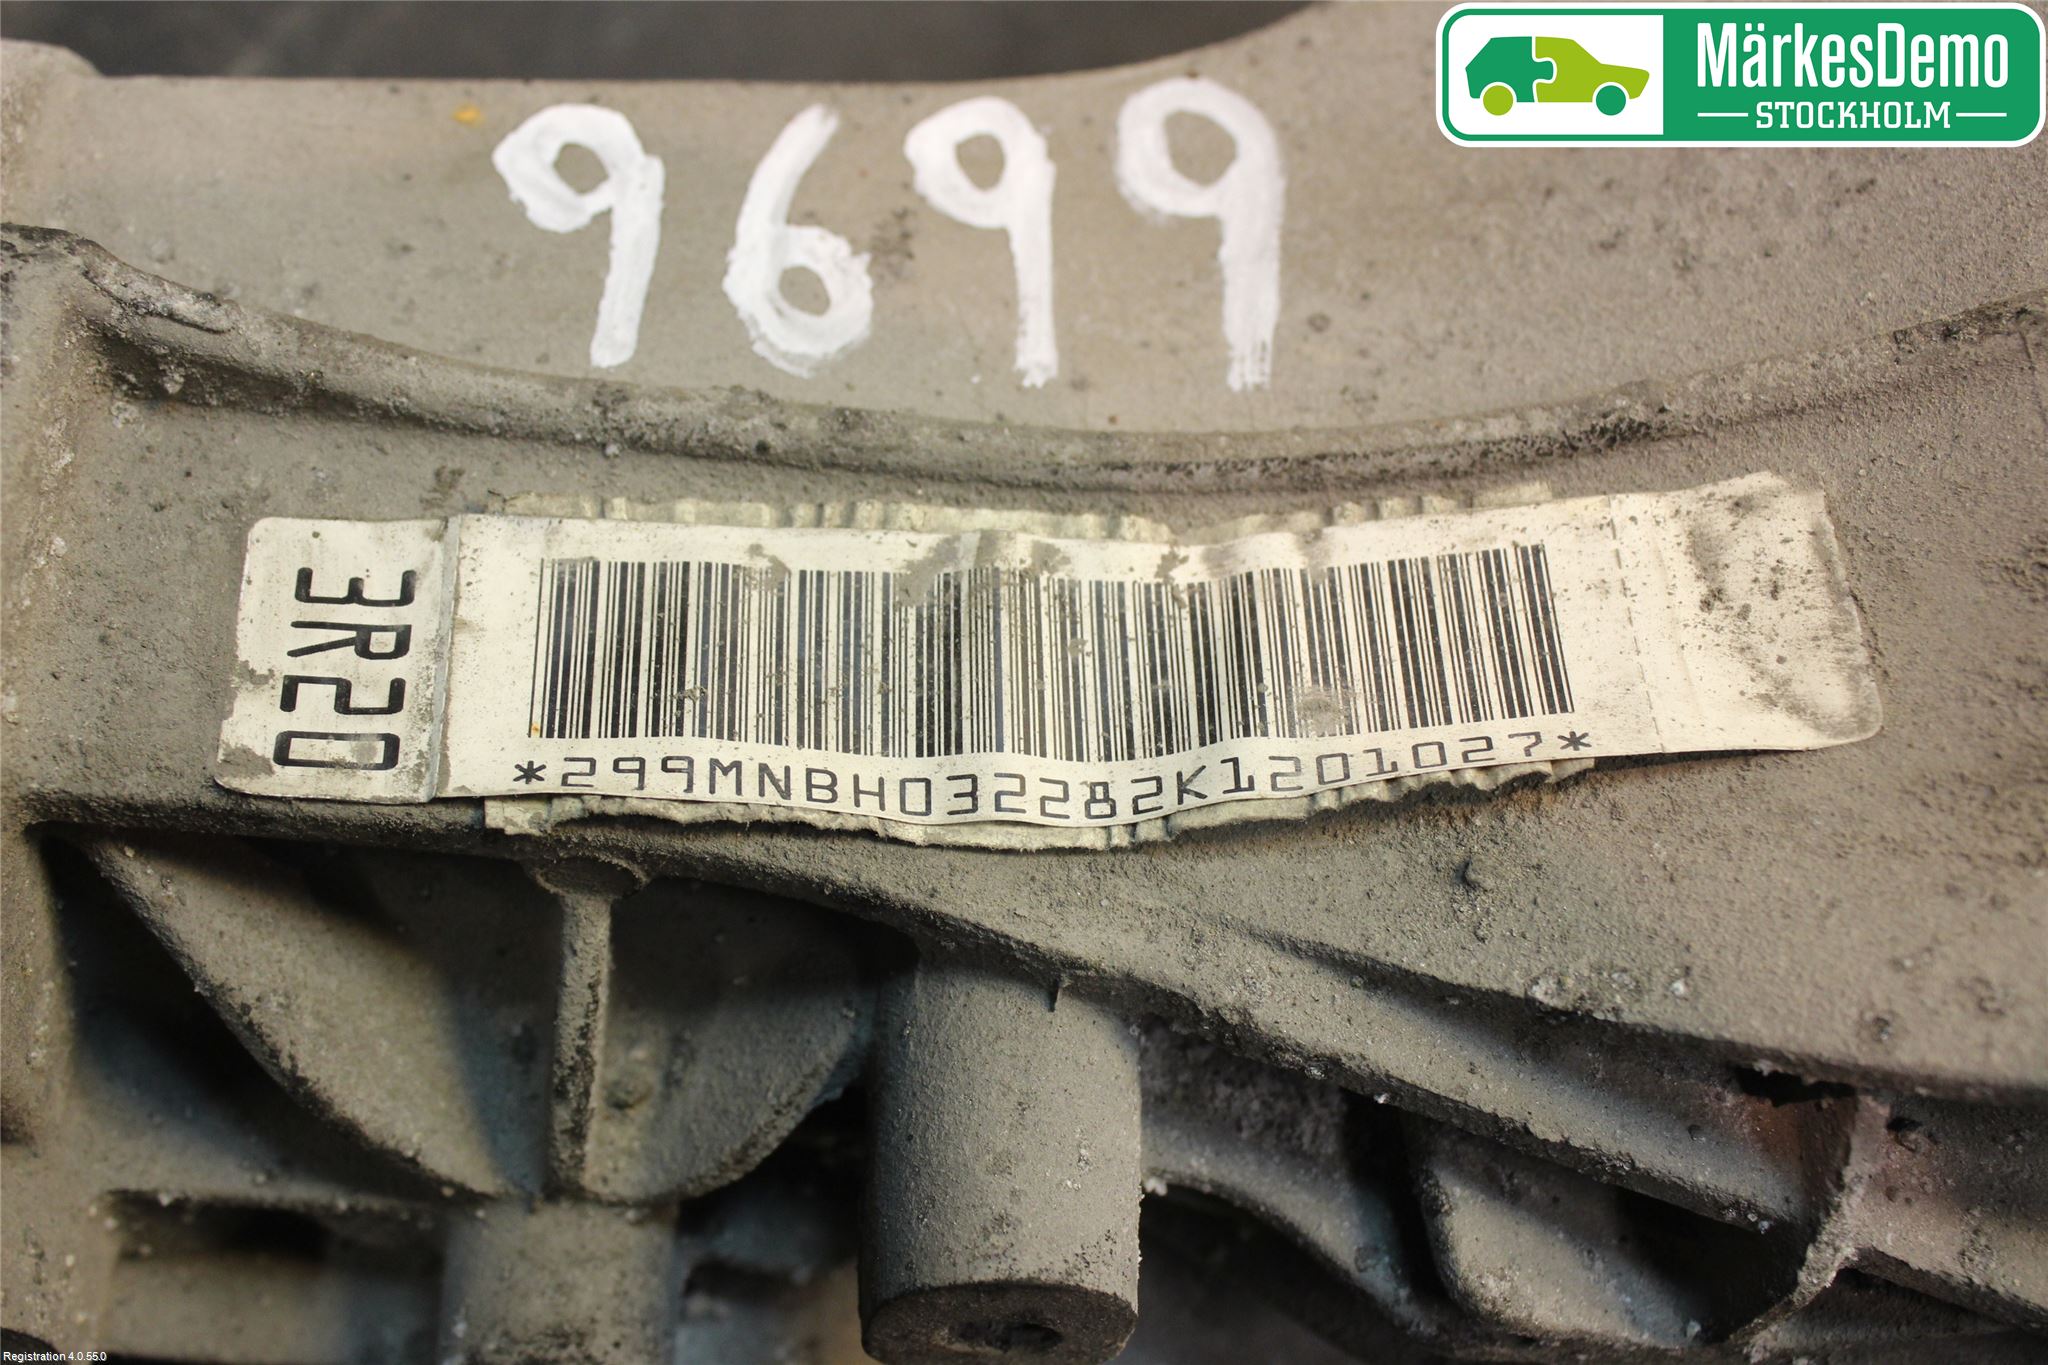 MärkesDemo
STOCKHOLM
9699
3R20
*299MNBH032282K1201027*
Registration 4.0.55.0